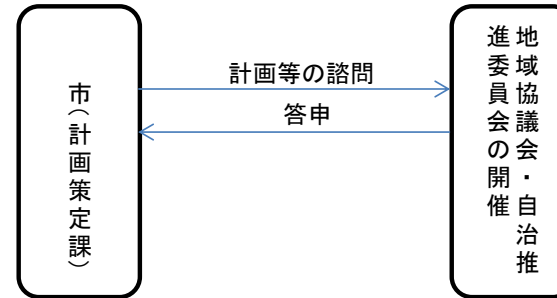 市(計画策定課)
計画等の諮問
答申
地域協議会・自治推
進委員会の開催